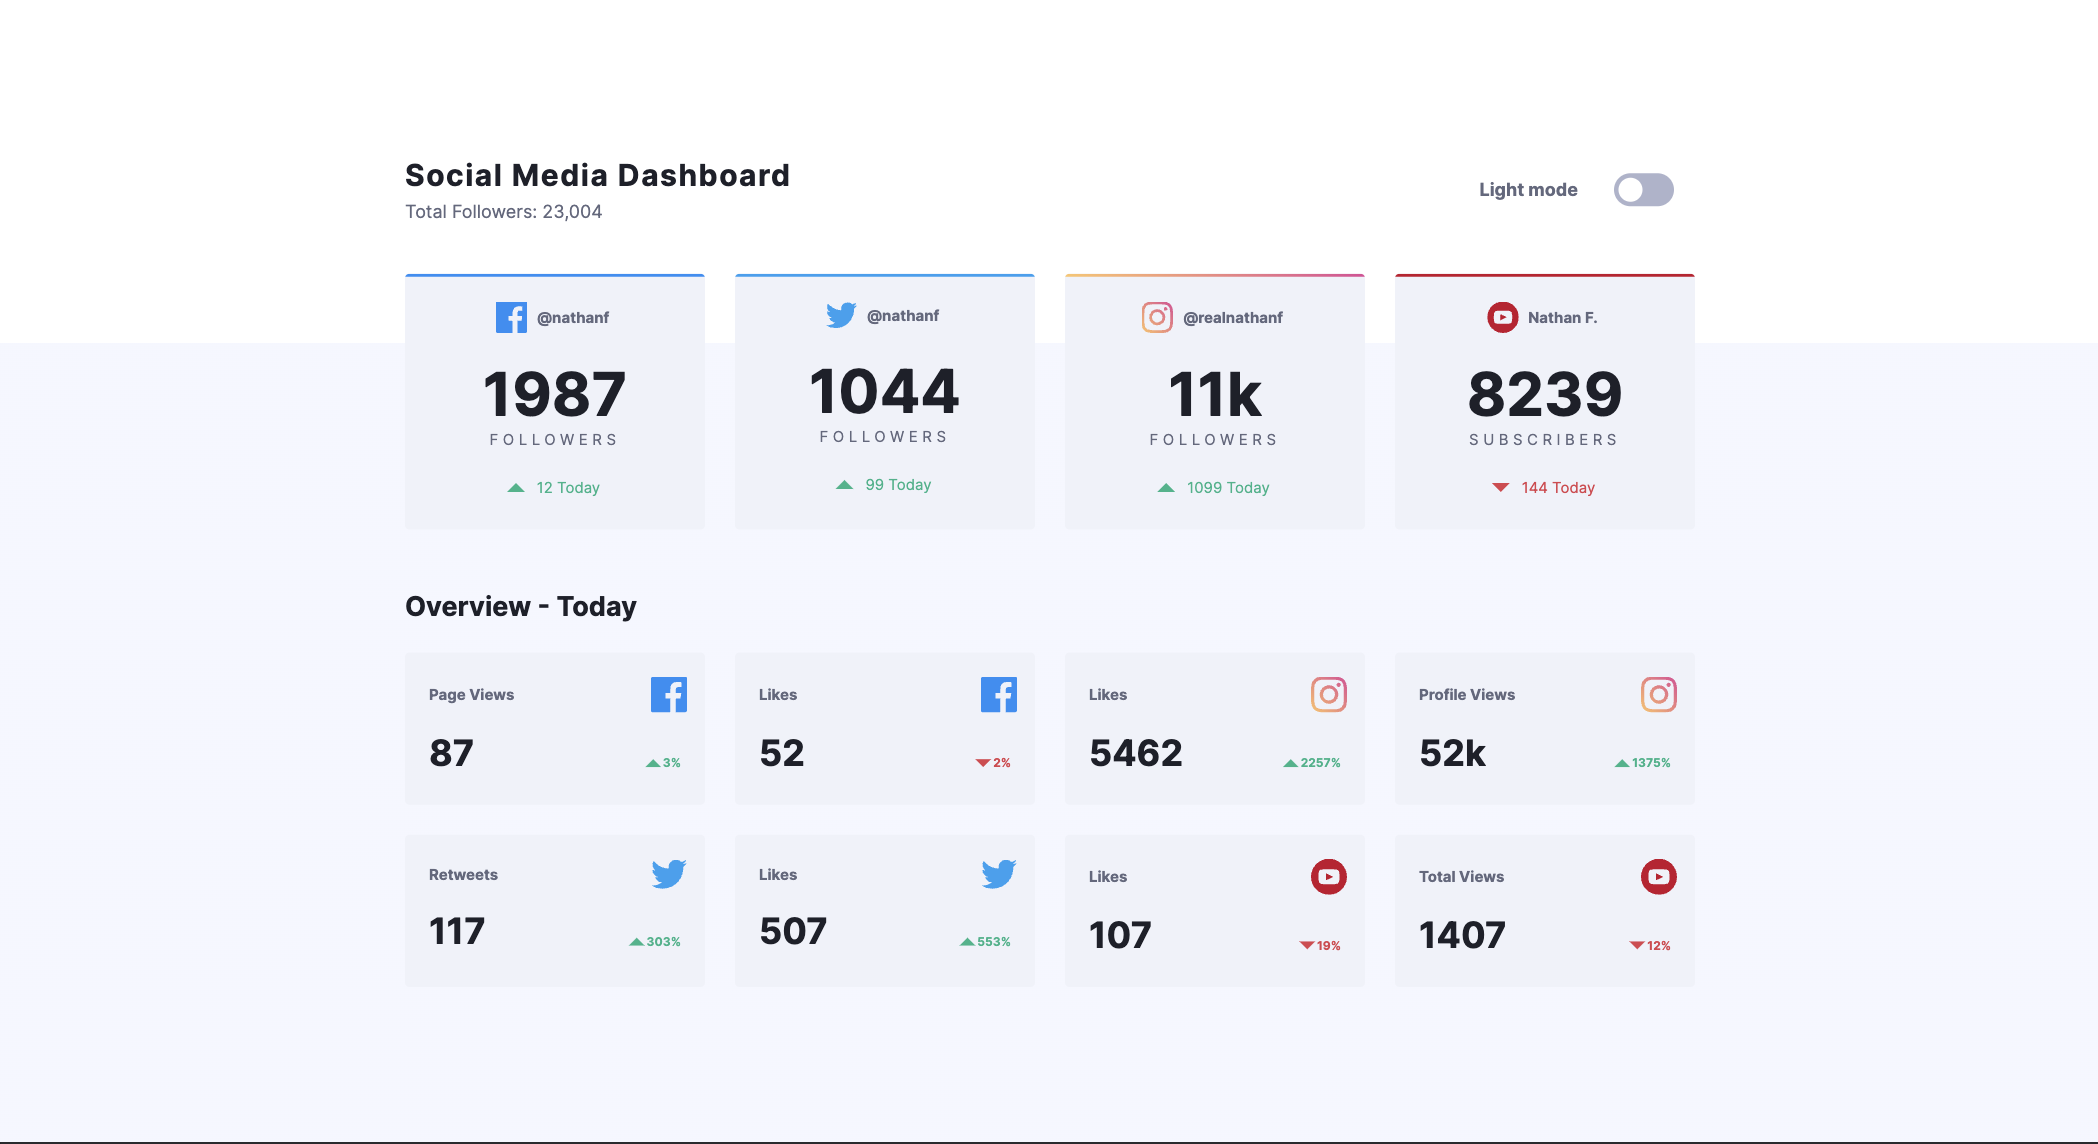 Social Media Dashboard
Total Followers: 23,004
Light mode
@nathanf
1987
FOLLOWERS
12 Today
@nathanf
1044
FOLLOWERS
99 Today
@realnathanf
11k
FOLLOWERS
1099 Today
Nathan F.
8239
SUBSCRIBERS
144 Today
Overview - Today
Page Views
87
3%
Likes
52
2%
Likes
5462
2257%
Profile Views
52k
1375%
Retweets
117
303%
Likes
507
553%
Likes
107
19%
Total Views
1407
12%